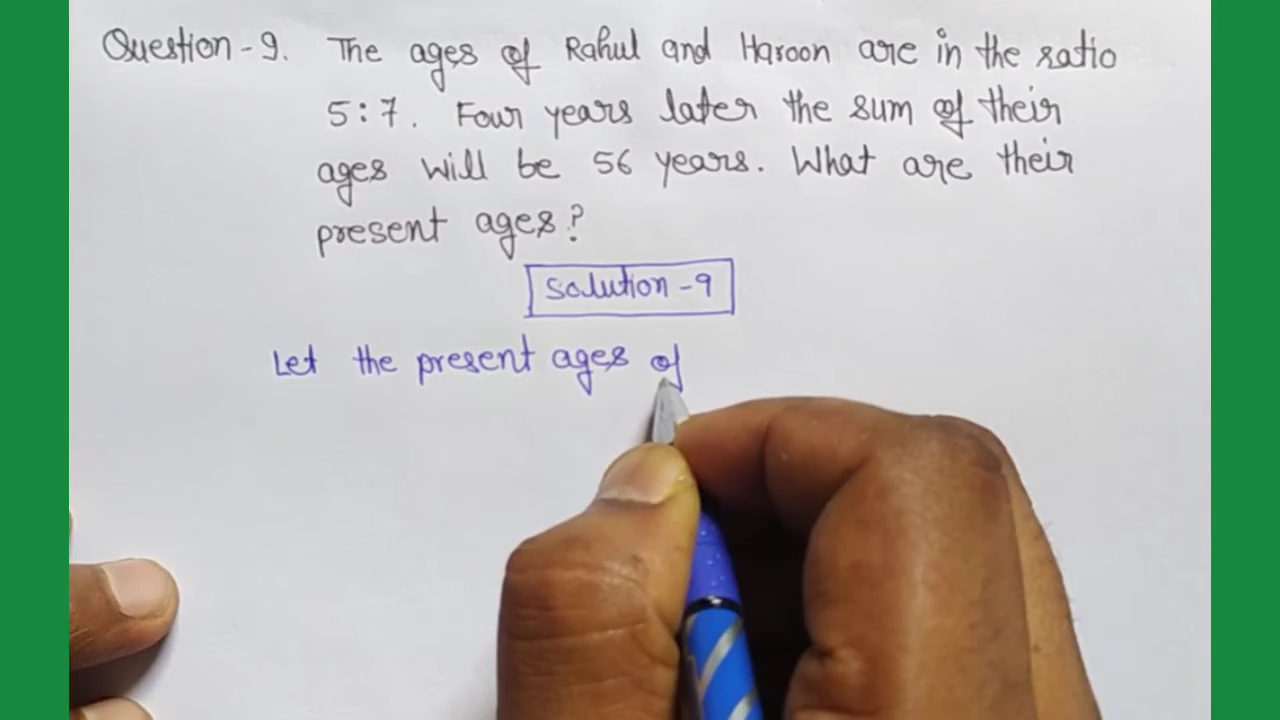 Question - 9. The ages of Rahul and Haroon are in the ratio
5 : 7. Four years later the sum of their
ages will be 56 years. What are their
present ages?
Solution - 9
Let the present ages of